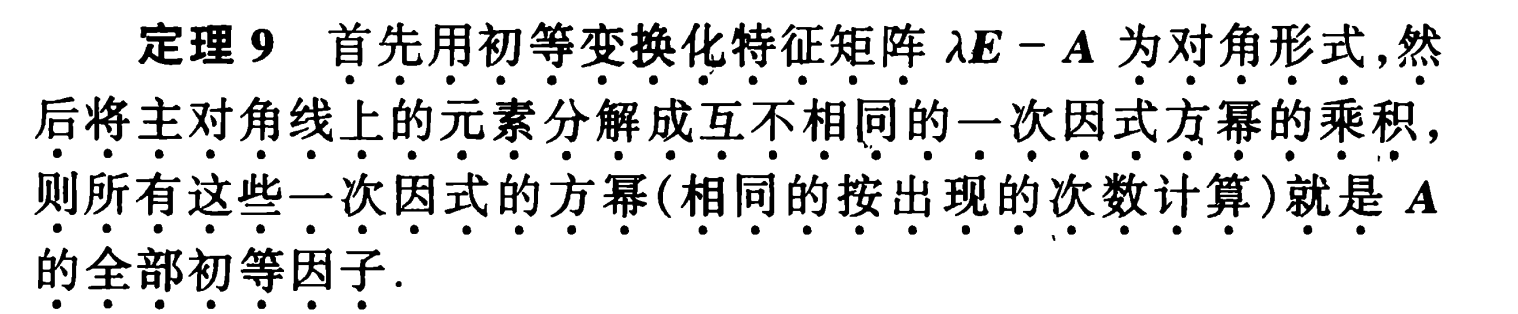 定理 9 首先用初等变换化特征矩阵 λE - A 为对角形式,然
后将主对角线上的元素分解成互不相同的一次因式方幂的乘积,
则所有这些一次因式的方幂(相同的按出现的次数计算)就是 A
的全部初等因子.